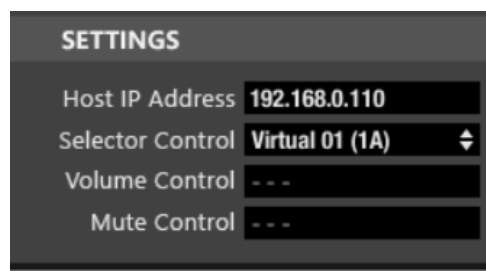 SETTINGS
Host IP Address 192.168.0.110
Selector Control Virtual 01 (1A)
Volume Control - - -
Mute Control - - -